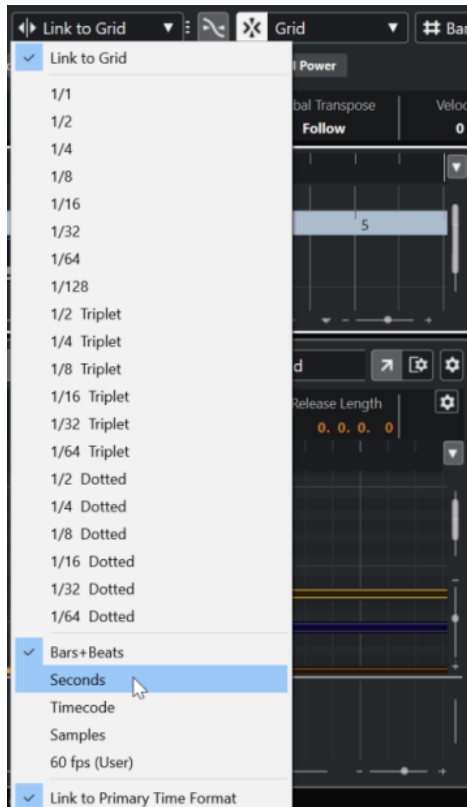 Link to Grid
Grid
Bar
Link to Grid
Power
1/1
bal Transpose
Veloc
1/2
Follow
0
1/4
1/8
1/16
1/32
5
1/64
1/128
1/2 Triplet
1/4 Triplet
1/8 Triplet
d
1/16 Triplet
Release Length
1/32 Triplet
0. 0. 0. 0
1/64 Triplet
1/2 Dotted
1/4 Dotted
1/8 Dotted
1/16 Dotted
1/32 Dotted
1/64 Dotted
Bars+Beats
Seconds
Timecode
Samples
60 fps (User)
Link to Primary Time Format